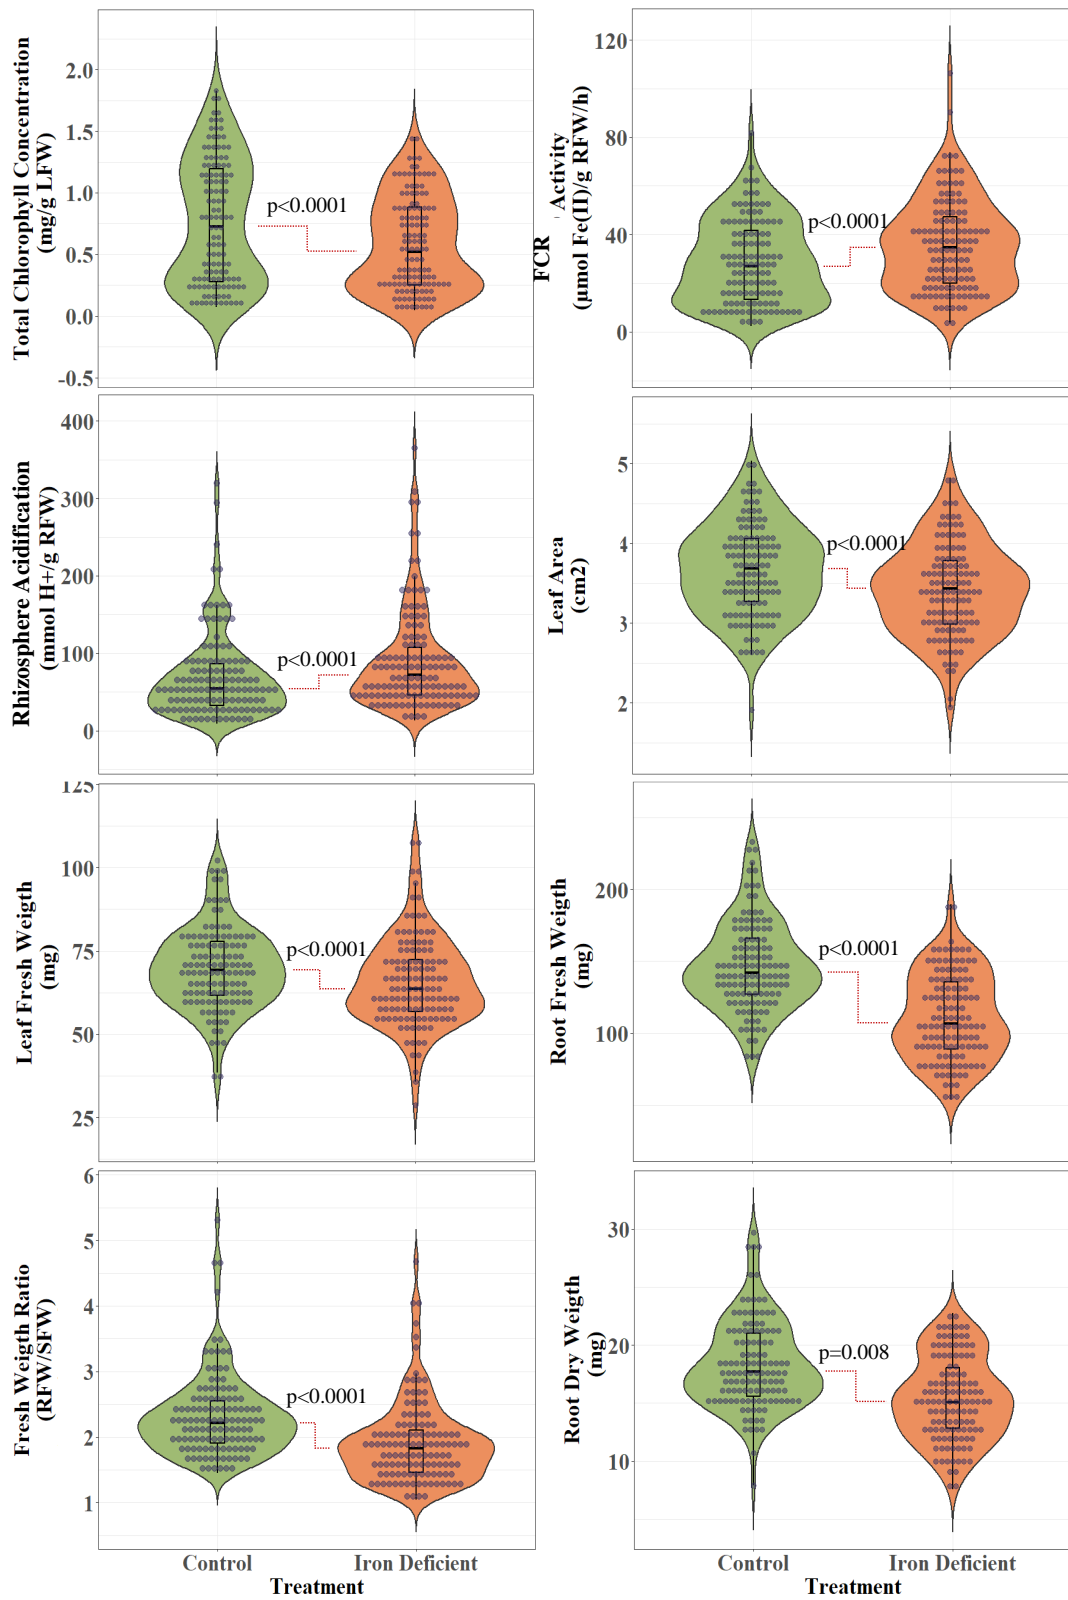 Total Chlorophyll Concentration
(mg/g LFW)
2.0
1.5
1.0
0.5
0.0
-0.5
p<0.0001
FCR Activity
(μmol Fe(II)/g RFW/h)
120
80
40
0
p<0.0001
Rhizosphere Acidification
(mmol H+/g RFW)
400
300
200
100
0
p<0.0001
Leaf Area
(cm2)
5
4
3
2
p<0.0001
Leaf Fresh Weigth
(mg)
125
100
75
50
25
p<0.0001
Root Fresh Weigth
(mg)
200
100
p<0.0001
Fresh Weigth Ratio
(RFW/SFW)
6
5
4
3
2
1
p<0.0001
Control
Iron Deficient
Treatment
Root Dry Weigth
(mg)
30
20
10
p=0.008
Control
Iron Deficient
Treatment